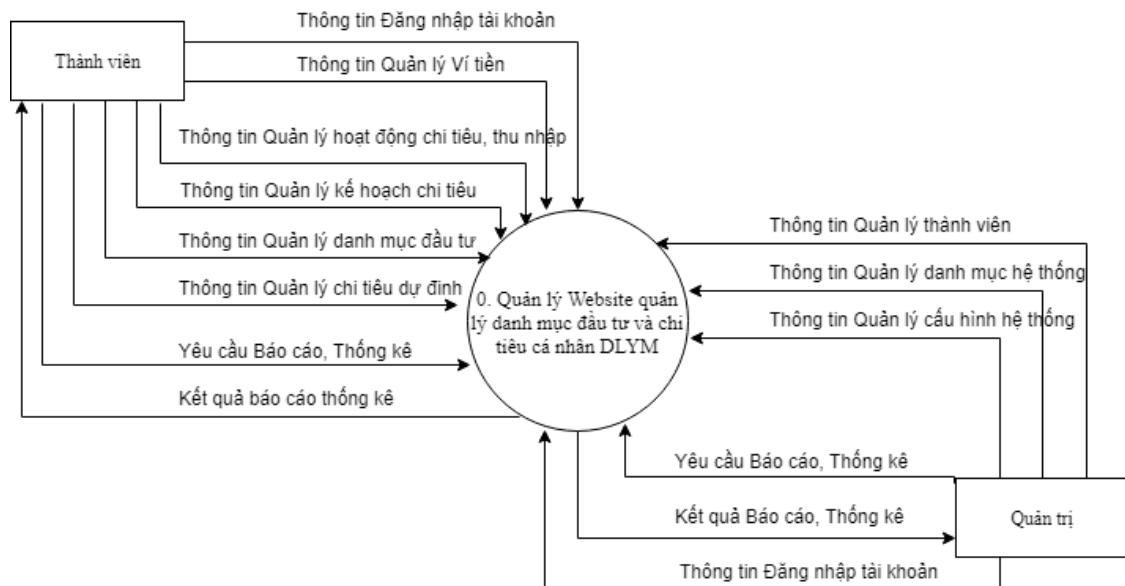 Thông tin Đăng nhập tài khoản
Thành viên
Thông tin Quản lý Ví tiền
Thông tin Quản lý hoạt động chi tiêu, thu nhập
Thông tin Quản lý kế hoạch chi tiêu
Thông tin Quản lý thành viên
Thông tin Quản lý danh mục đầu tư
Thông tin Quản lý danh mục hệ thống
Thông tin Quản lý chi tiêu dự đinh
0. Quản lý Website quản
lý danh mục đầu tư và chi
tiêu cá nhân DLYM
Thông tin Quản lý cấu hình hệ thống
Yêu cầu Báo cáo, Thống kê
Kết quả báo cáo thống kê
Yêu cầu Báo cáo, Thống kê
Kết quả Báo cáo, Thống kê
Quản trị
Thông tin Đăng nhập tài khoản